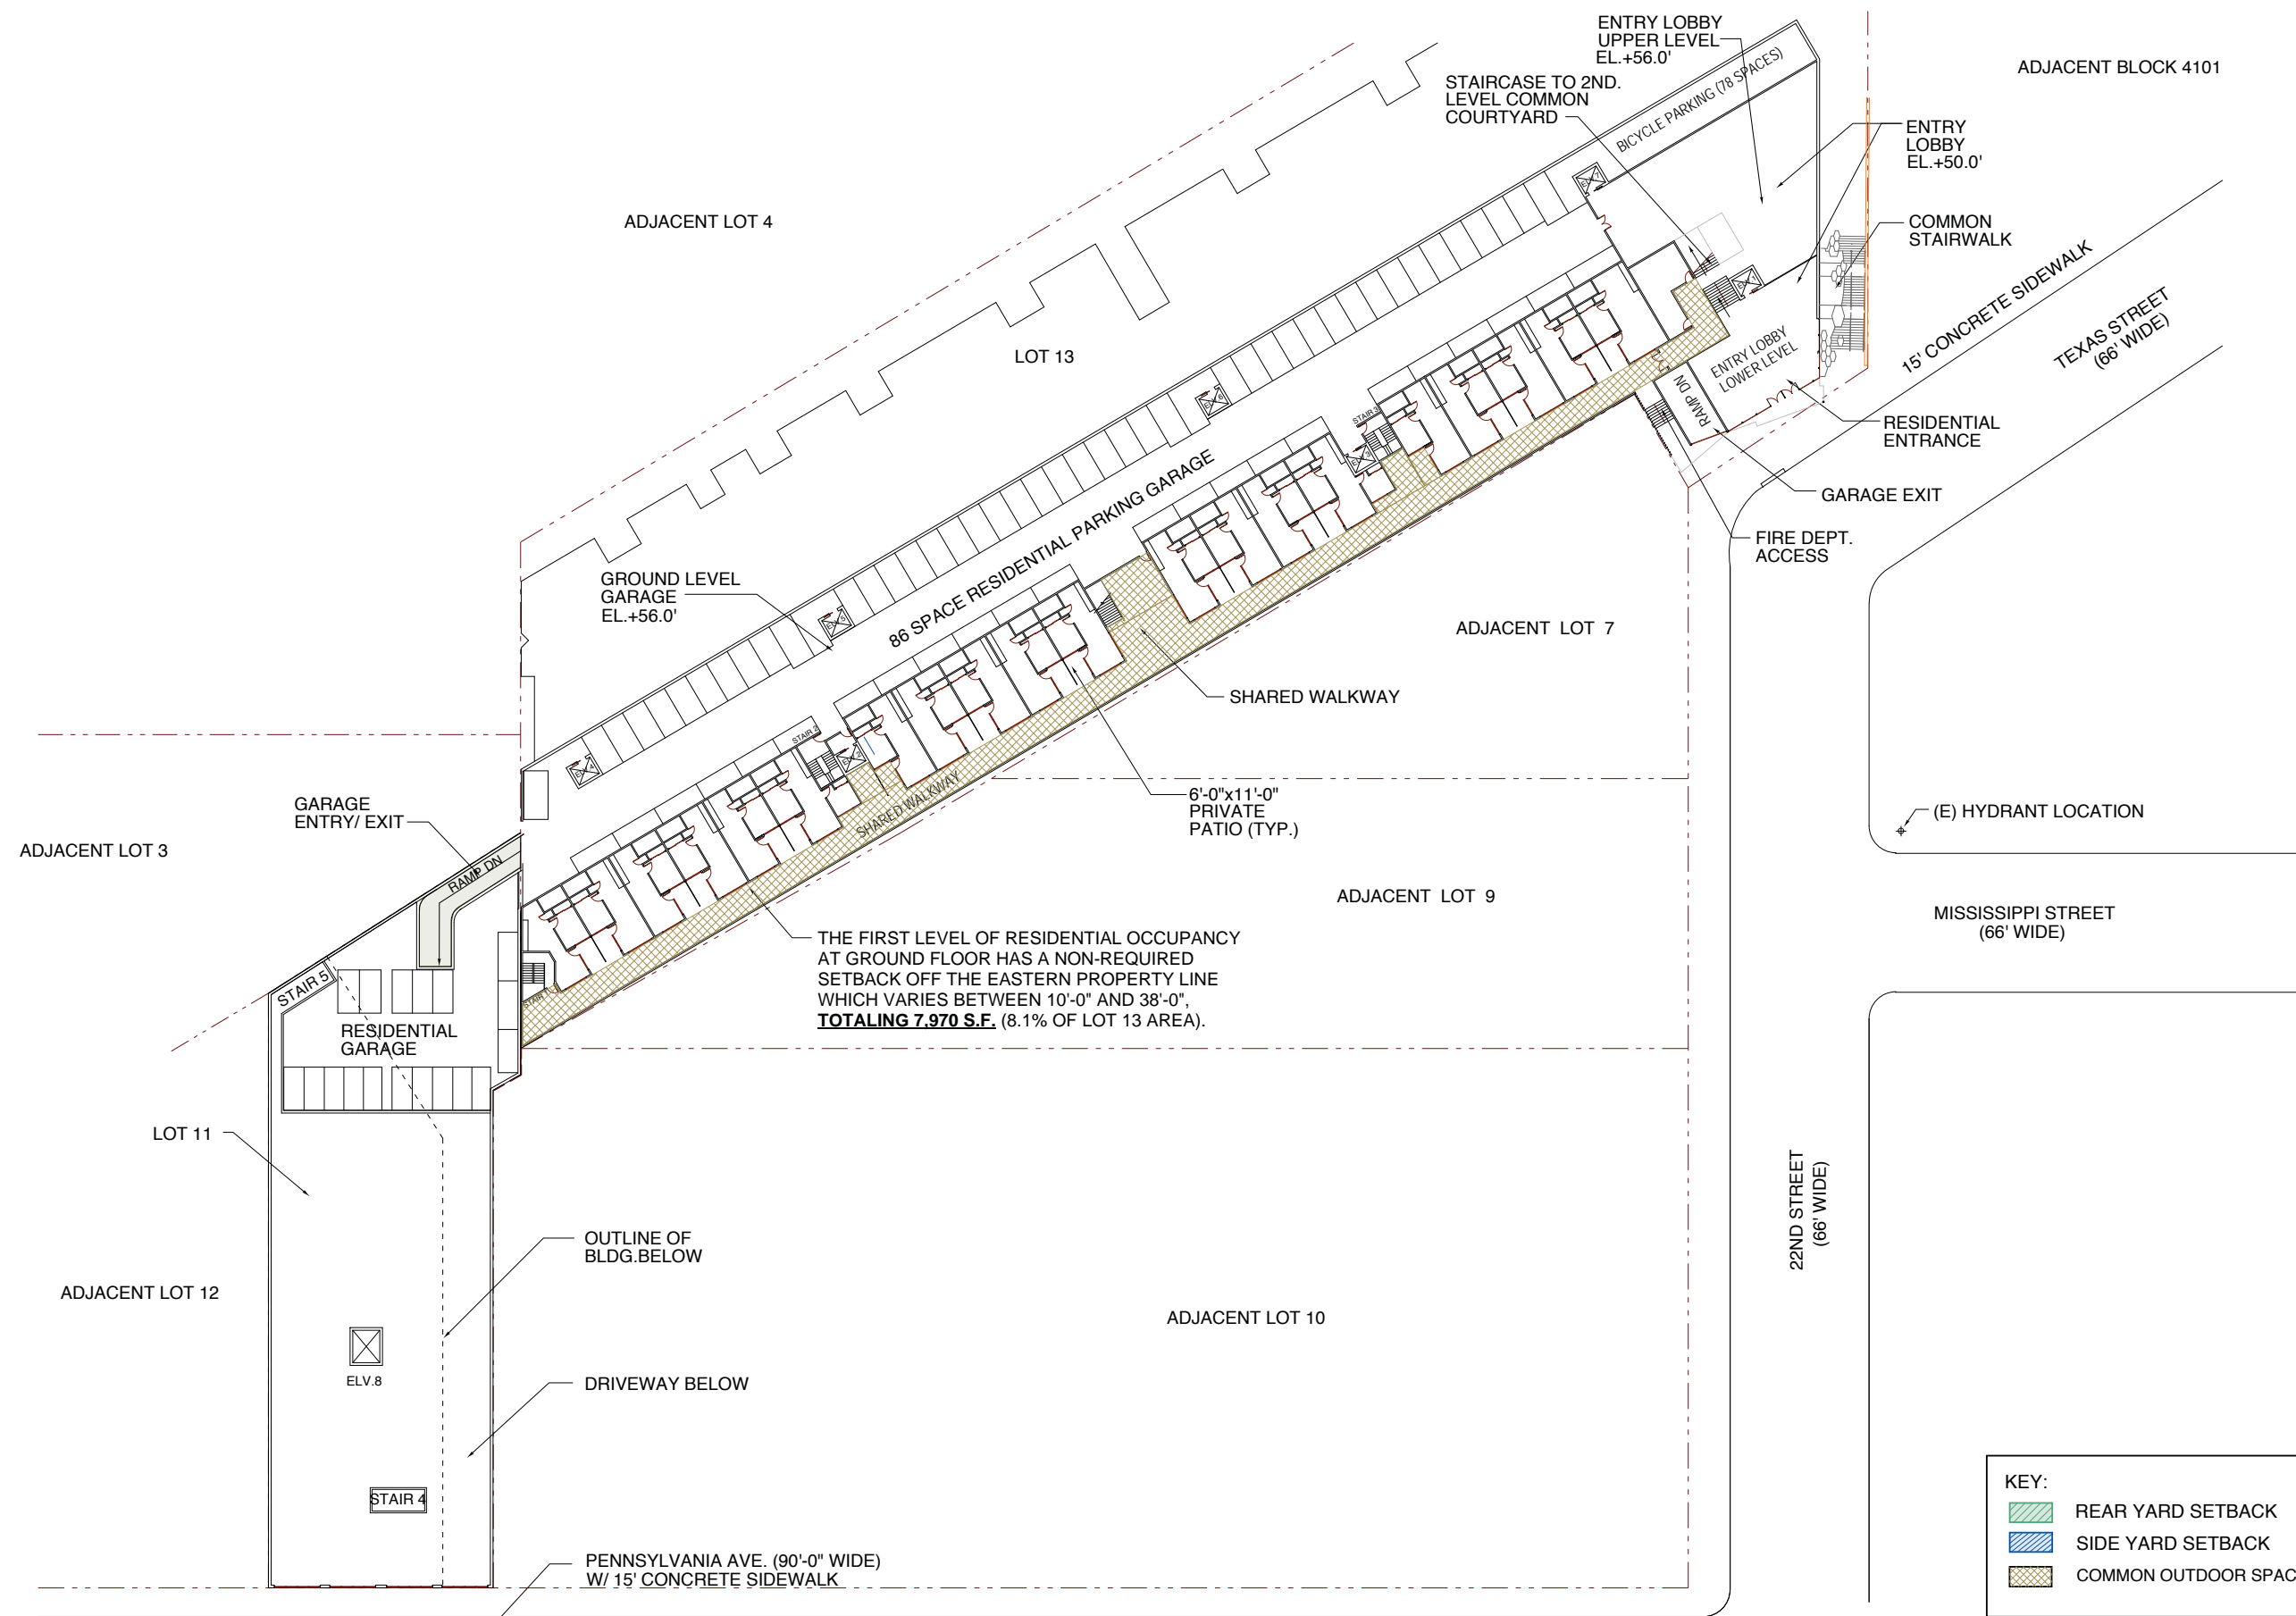 ENTRY LOBBY
UPPER LEVEL
EL.+56.0'
ADJACENT BLOCK 4101
STAIRCASE TO 2ND.
LEVEL COMMON
COURTYARD
BICYCLE PARKING (78 SPACES)
ENTRY
LOBBY
EL.+50.0'
ADJACENT LOT 4
COMMON
STAIRWALK
15' CONCRETE SIDEWALK
TEXAS STREET
(66' WIDE)
LOT 13
ENTRY LOBBY
LOWER LEVEL
RAMP DN
RESIDENTIAL
ENTRANCE
STAIR 3
GARAGE EXIT
86 SPACE RESIDENTIAL PARKING GARAGE
FIRE DEPT.
ACCESS
GROUND LEVEL
GARAGE
EL.+56.0'
ADJACENT LOT 7
SHARED WALKWAY
STAIR 2
SHARED WALKWAY
6'-0"x11'-0"
PRIVATE
PATIO (TYP.)
GARAGE
ENTRY/ EXIT
(E) HYDRANT LOCATION
ADJACENT LOT 3
RAMP DN
ADJACENT LOT 9
MISSISSIPPI STREET
(66' WIDE)
THE FIRST LEVEL OF RESIDENTIAL OCCUPANCY
AT GROUND FLOOR HAS A NON-REQUIRED
SETBACK OFF THE EASTERN PROPERTY LINE
WHICH VARIES BETWEEN 10'-0" AND 38'-0",
TOTALING 7,970 S.F. (8.1% OF LOT 13 AREA).
STAIR 5
RESIDENTIAL
GARAGE
LOT 11
22ND STREET
(66' WIDE)
OUTLINE OF
BLDG.BELOW
ADJACENT LOT 12
ADJACENT LOT 10
ELV.8
DRIVEWAY BELOW
STAIR 4
KEY:
REAR YARD SETBACK
SIDE YARD SETBACK
COMMON OUTDOOR SPAC
PENNSYLVANIA AVE. (90'-0" WIDE)
W/ 15' CONCRETE SIDEWALK